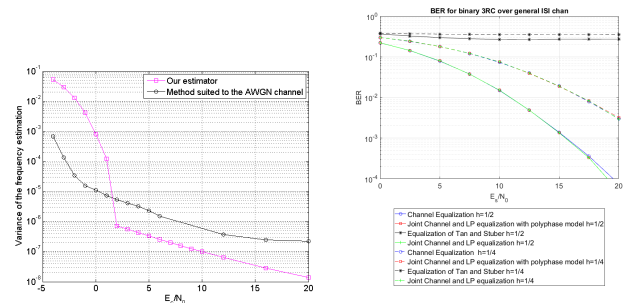 Variance of the frequency estimation
10^-1
10^-2
10^-3
10^-4
10^-5
10^-6
10^-7
10^-8
-5
0
5
10
15
20
E_s/N_0
Our estimator
Method suited to the AWGN channel
BER for binary 3RC over general ISI chan
BER
10^0
10^-1
10^-2
10^-3
10^-4
0
5
10
15
20
E_s/N_0
Channel Equalization h=1/2
Joint Channel and LP equalization with polyphase model h=1/2
Equalization of Tan and Stuber h=1/2
Joint Channel and LP equalization h=1/2
Channel Equalization h=1/4
Joint Channel and LP equalization with polyphase model h=1/4
Equalization of Tan and Stuber h=1/4
Joint Channel and LP equalization h=1/4